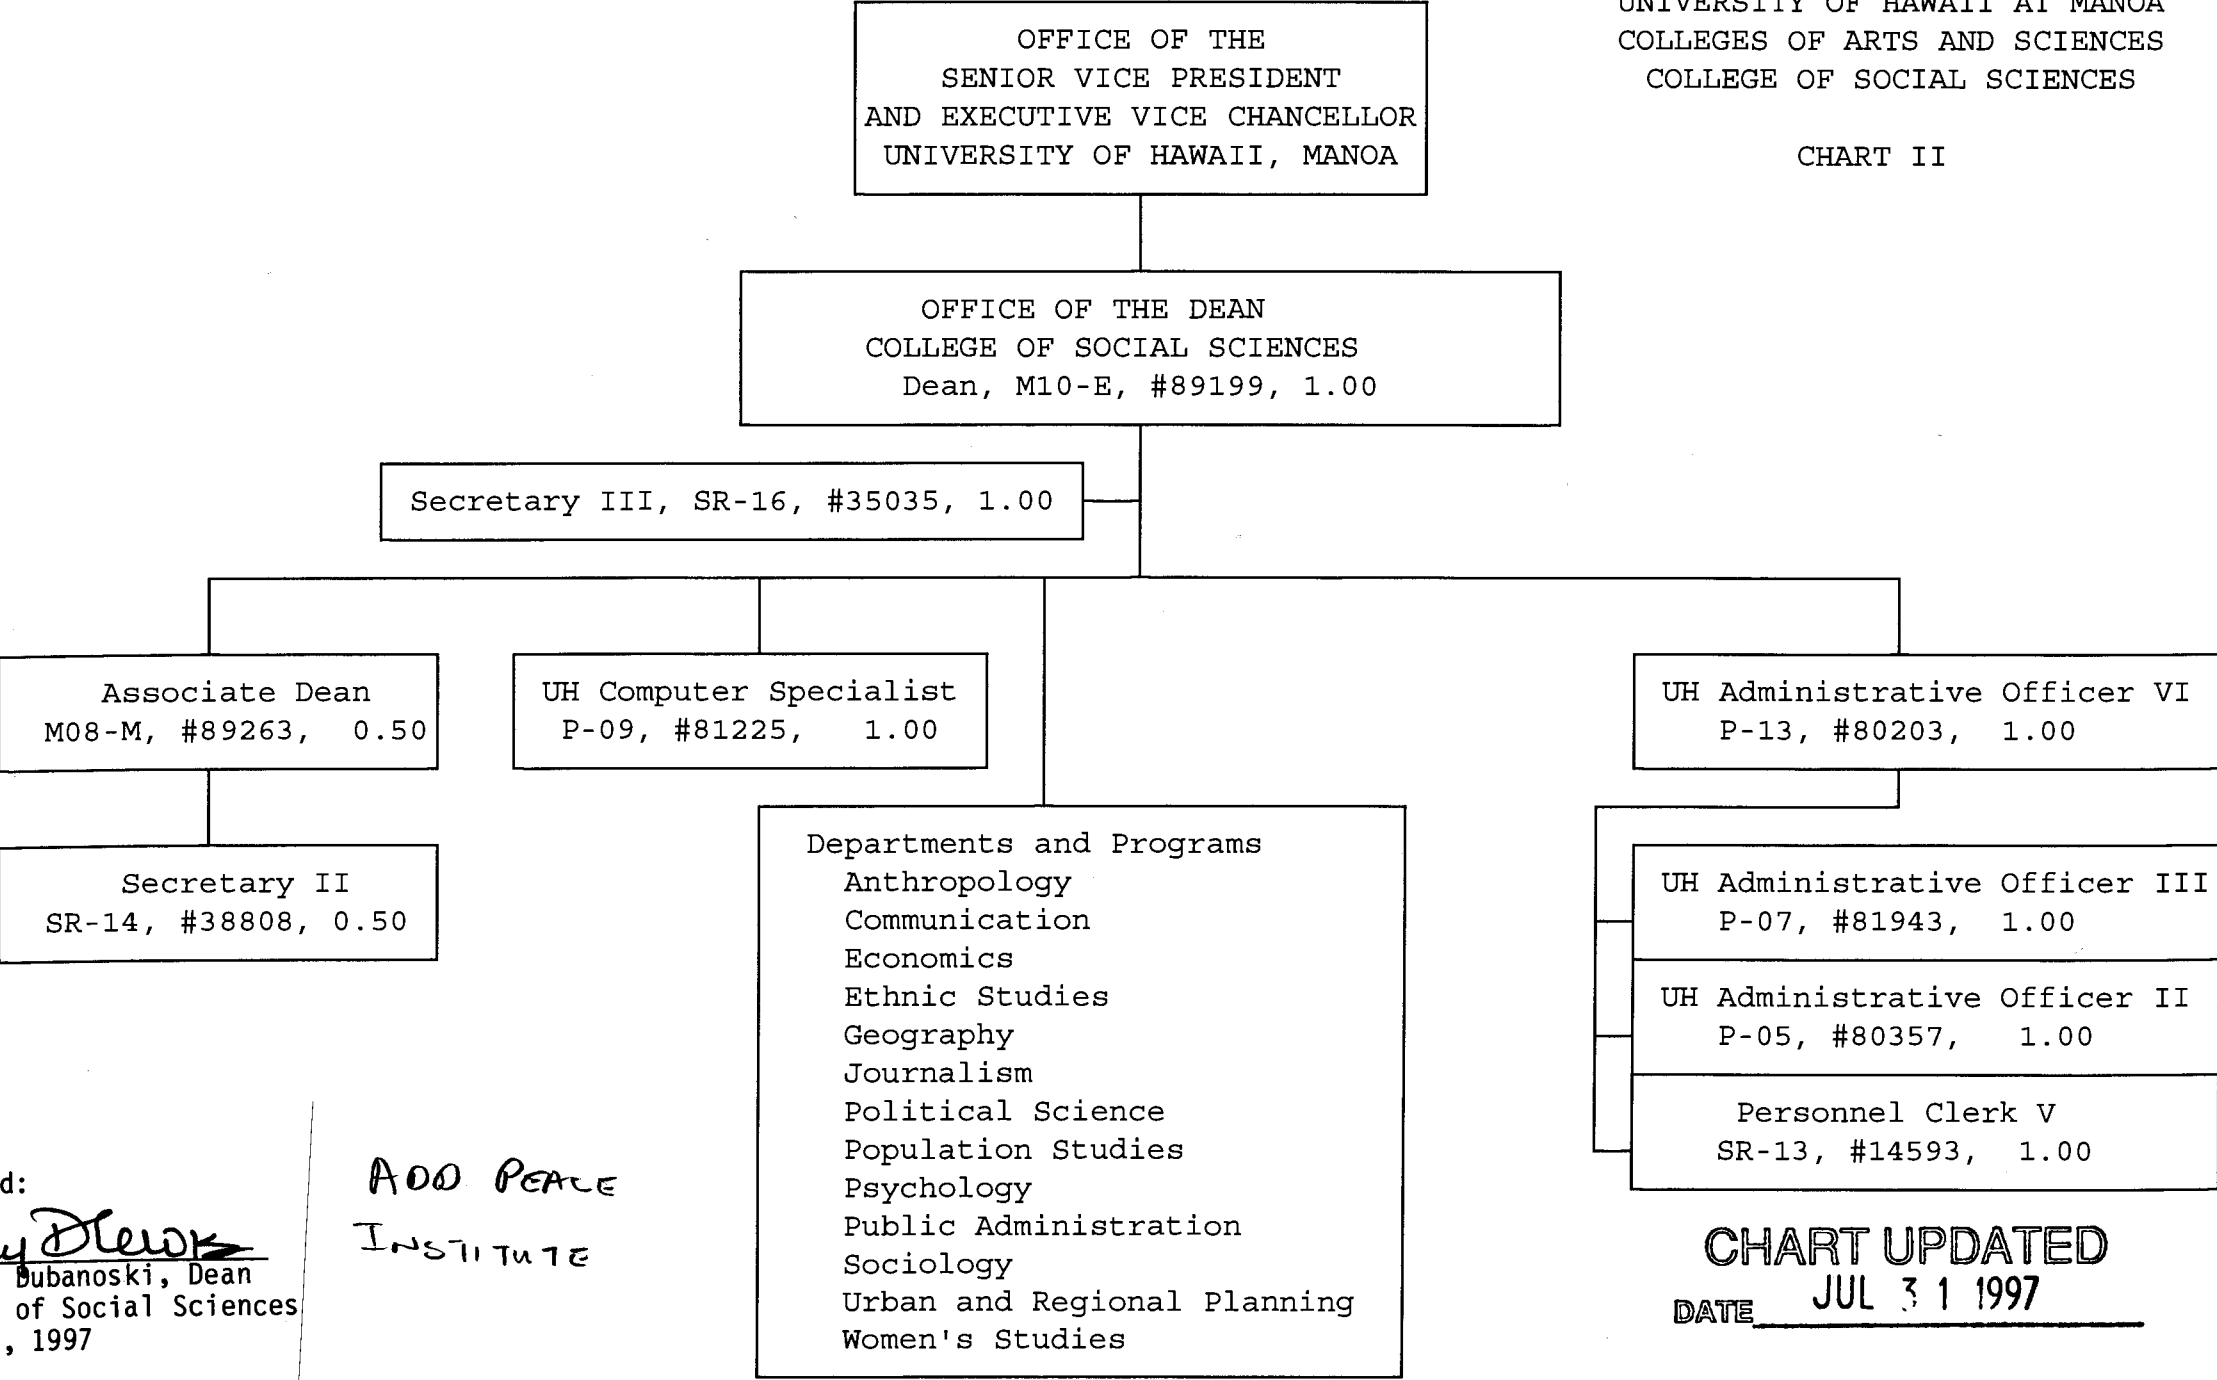 UNIVERSITY OF HAWAII AT MANOA
COLLEGES OF ARTS AND SCIENCES
COLLEGE OF SOCIAL SCIENCES
CHART II
OFFICE OF THE
SENIOR VICE PRESIDENT
AND EXECUTIVE VICE CHANCELLOR
UNIVERSITY OF HAWAII, MANOA
OFFICE OF THE DEAN
COLLEGE OF SOCIAL SCIENCES
Dean, M10-E, #89199, 1.00
Secretary III, SR-16, #35035, 1.00
Associate Dean
M08-M, #89263, 0.50
Secretary II
SR-14, #38808, 0.50
UH Computer Specialist
P-09, #81225, 1.00
Departments and Programs
Anthropology
Communication
Economics
Ethnic Studies
Geography
Journalism
Political Science
Population Studies
Psychology
Public Administration
Sociology
Urban and Regional Planning
Women's Studies
UH Administrative Officer VI
P-13, #80203, 1.00
UH Administrative Officer III
P-07, #81943, 1.00
UH Administrative Officer II
P-05, #80357, 1.00
Personnel Clerk V
SR-13, #14593, 1.00
d:
Dubanoski, Dean
of Social Sciences
, 1997
ADD PEACE
INSTITUTE
CHART UPDATED
DATE JUL 31 1997